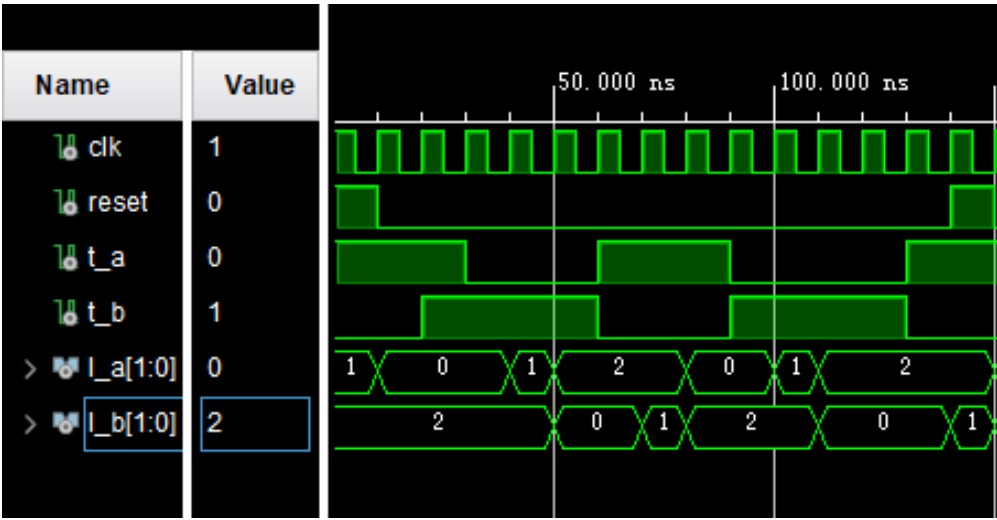 Name Value 50.000 ns 100.000 ns
clk 1
reset 0
t_a 0
t_b 1
l_a[1:0] 0 1 0 1 2 0 1 2
l_b[1:0] 2 2 0 1 2 0 1